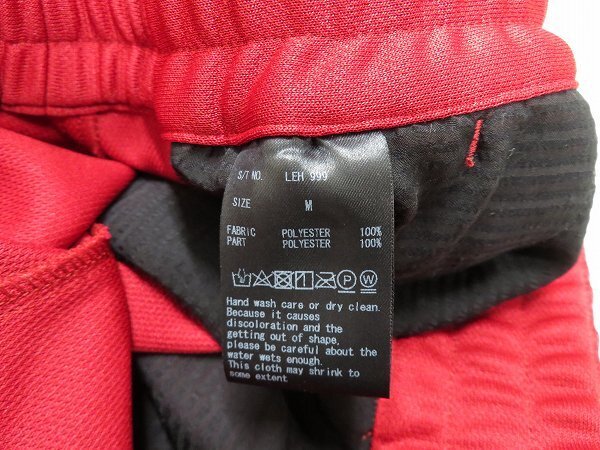 S/T NO. LEH 999
SIZE M
FABRIC POLYESTER 100%
PART POLYESTER 100%
P W
Hand wash care or dry clean.
Because it causes
discoloration and the
getting out of shape,
please be careful about the
water wets enough.
This cloth may shrink to
some extent